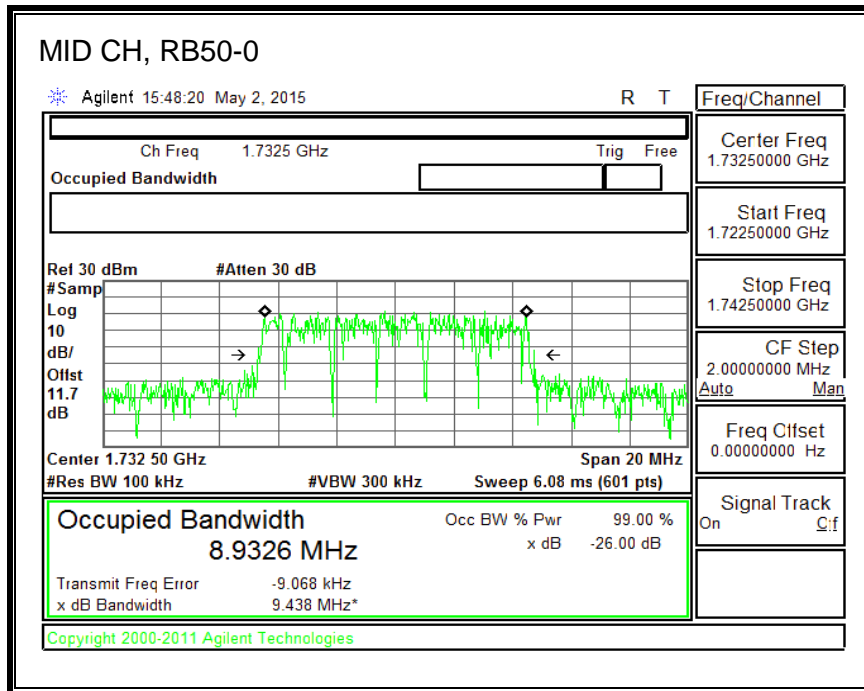 MID CH, RB50-0
Agilent 15:48:20 May 2, 2015 R T
Ch Freq 1.7325 GHz Trig Free
Occupied Bandwidth
Ref 30 dBm #Atten 30 dB
#Samp
Log
10
dB/
Offst
11.7
dB
Center 1.732 50 GHz Span 20 MHz
#Res BW 100 kHz #VBW 300 kHz Sweep 6.08 ms (601 pts)
Occupied Bandwidth Occ BW % Pwr 99.00 %
8.9326 MHz x dB -26.00 dB
Transmit Freq Error -9.068 kHz
x dB Bandwidth 9.438 MHz*
Copyright 2000-2011 Agilent Technologies
Freq/Channel
Center Freq
1.73250000 GHz
Start Freq
1.72250000 GHz
Stop Freq
1.74250000 GHz
CF Step
2.00000000 MHz
Auto Man
Freq Offset
0.00000000 Hz
Signal Track
On Off